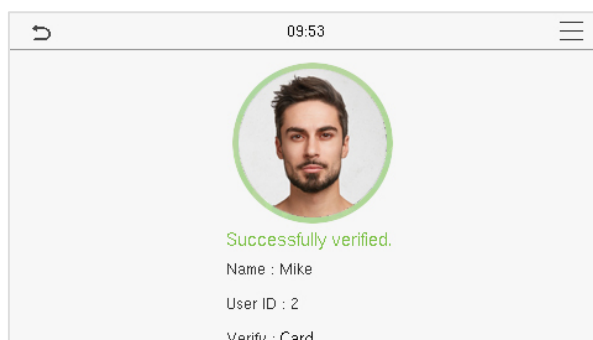 09:53
Successfully verified.
Name : Mike
User ID : 2
Verify : Card